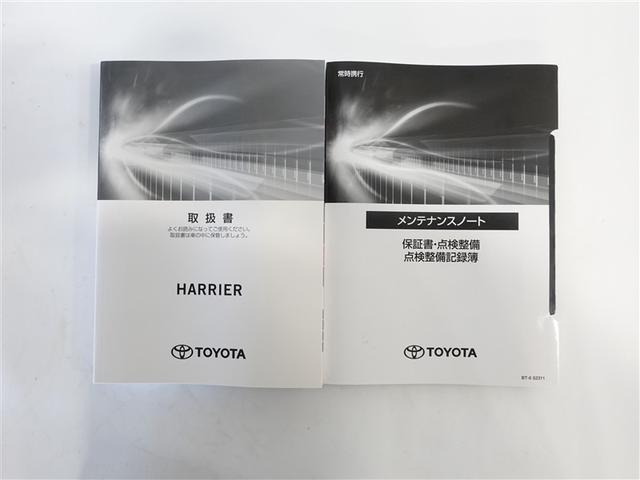 取扱書
よくお読みになってご使用ください。
取扱書は車の中に保管しましょう。
HARRIER
TOYOTA
常時携行
メンテナンスノート
保証書・点検整備
点検整備記録簿
TOYOTA
BT-6 S2311